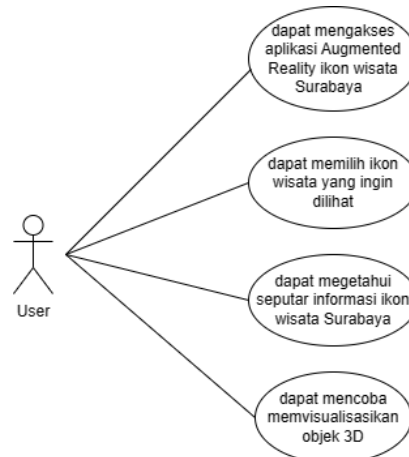 dapat mengakses
aplikasi Augmented
Reality ikon wisata
Surabaya
dapat memilih ikon
wisata yang ingin
dilihat
User
dapat megetahui
seputar informasi ikon
wisata Surabaya
dapat mencoba
memvisualisasikan
objek 3D